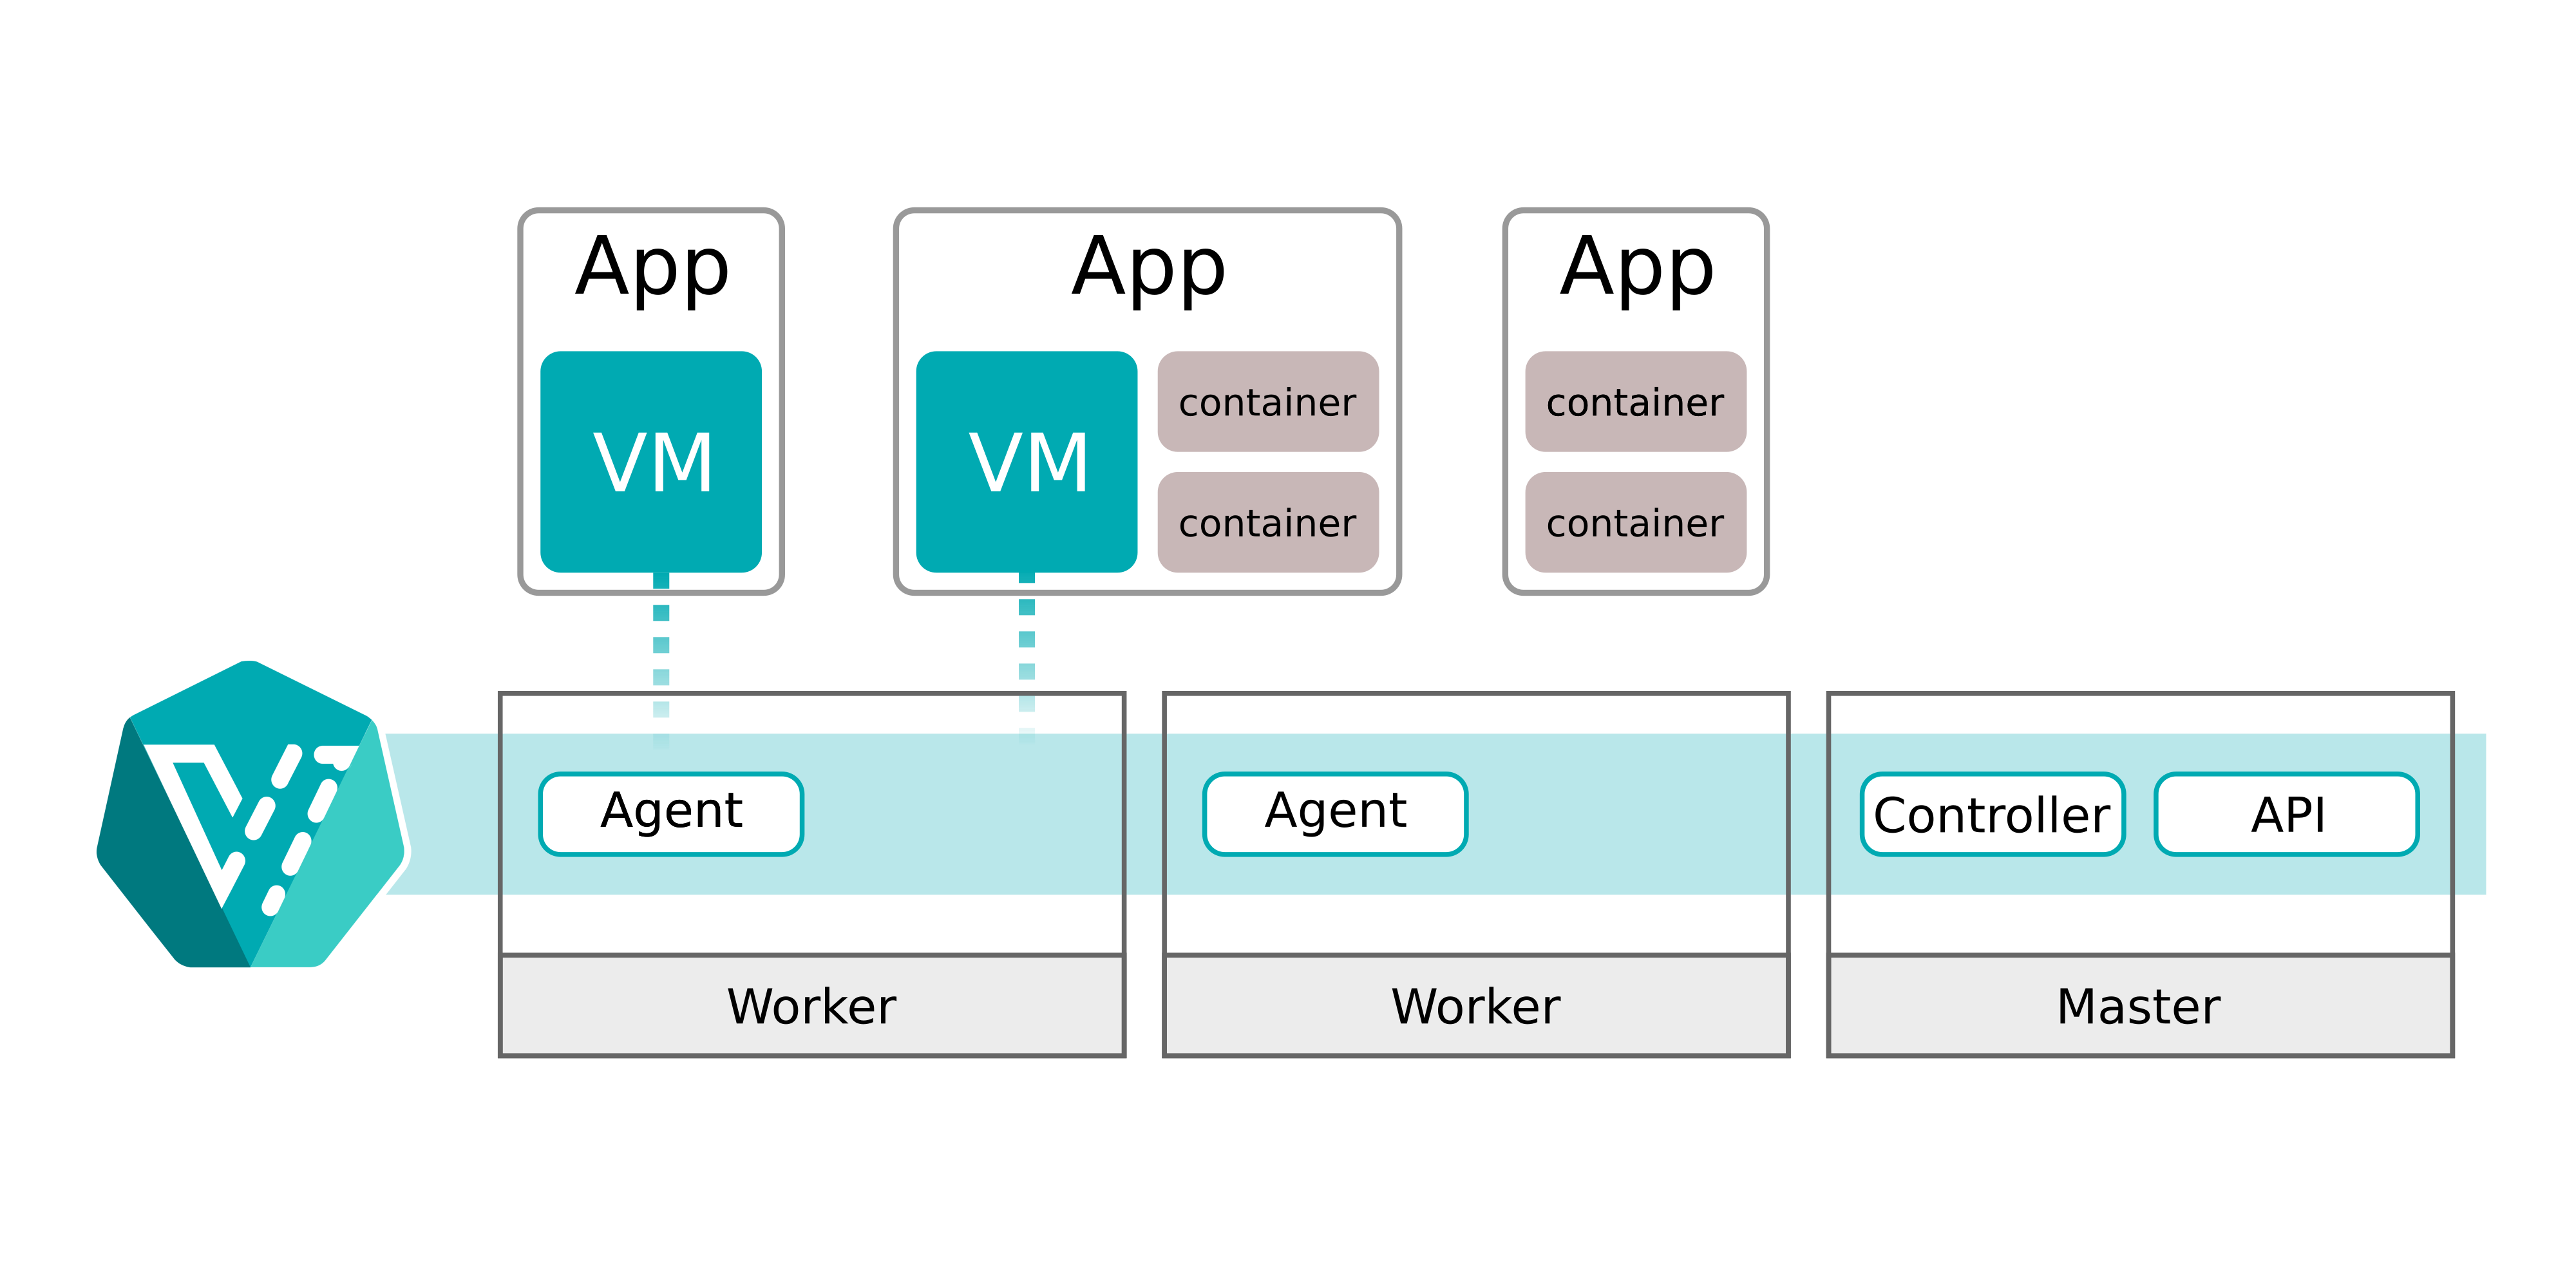 App
App
App
VM
VM
container
container
container
container
Agent
Agent
Controller
API
Worker
Worker
Master